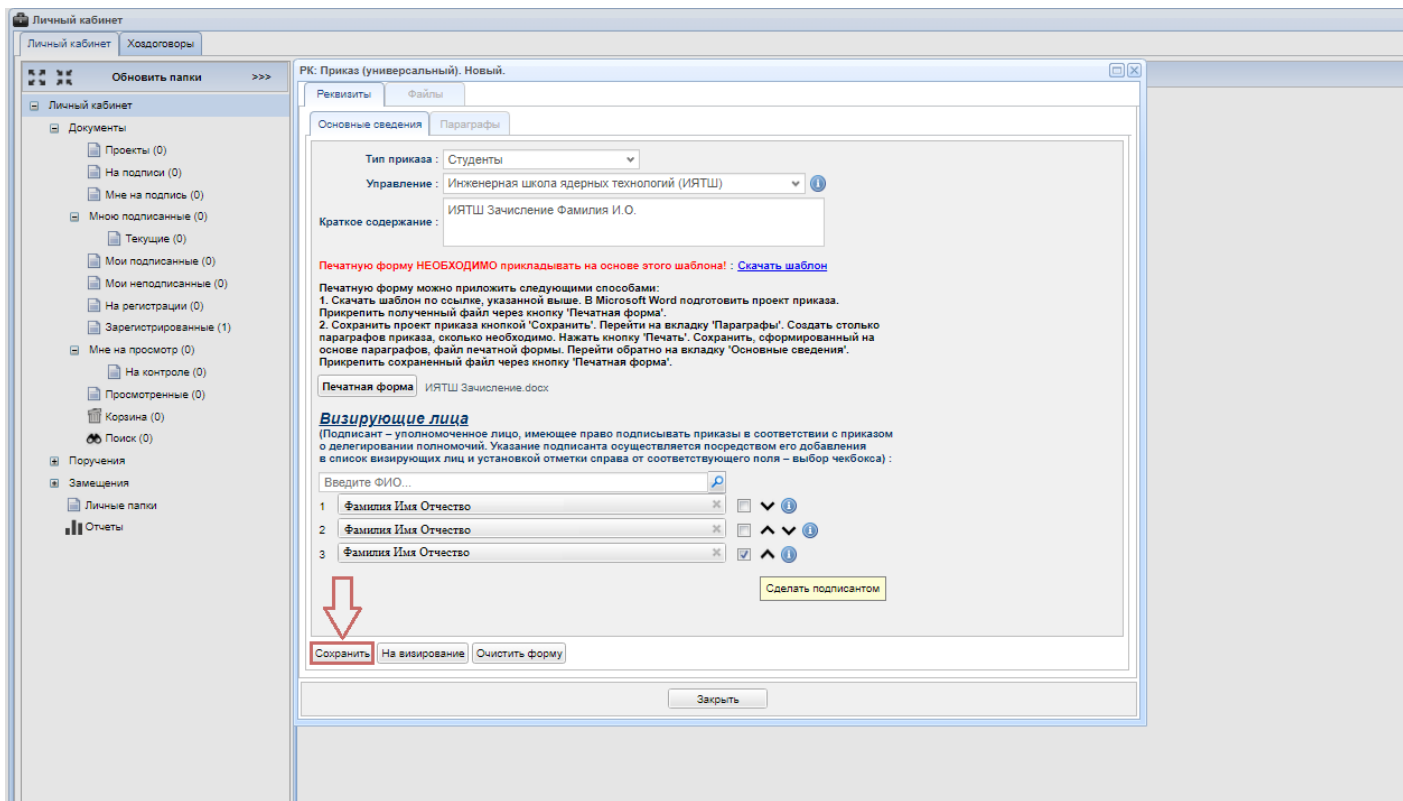 Личный кабинет
Личный кабинет Хоздоговоры
Обновить папки >>>
Личный кабинет
Документы
Проекты (0)
На подписи (0)
Мне на подпись (0)
Мною подписанные (0)
Текущие (0)
Мои подписанные (0)
Мои неподписанные (0)
На регистрации (0)
Зарегистрированные (1)
Мне на просмотр (0)
На контроле (0)
Просмотренные (0)
Корзина (0)
Поиск (0)
Поручения
Замещения
Личные папки
Отчеты
РК: Приказ (универсальный). Новый.
Реквизиты Файлы
Основные сведения Параграфы
Тип приказа : Студенты
Управление : Инженерная школа ядерных технологий (ИЯТШ)
Краткое содержание : ИЯТШ Зачисление Фамилия И.О.
Печатную форму НЕОБХОДИМО прикладывать на основе этого шаблона! : Скачать шаблон
Печатную форму можно приложить следующими способами:
1. Скачать шаблон по ссылке, указанной выше. В Microsoft Word подготовить проект приказа.
Прикрепить полученный файл через кнопку 'Печатная форма'.
2. Сохранить проект приказа кнопкой 'Сохранить'. Перейти на вкладку 'Параграфы'. Создать столько
параграфов приказа, сколько необходимо. Нажать кнопку 'Печать'. Сохранить, сформированный на
основе параграфов, файл печатной формы. Перейти обратно на вкладку 'Основные сведения'.
Прикрепить сохраненный файл через кнопку 'Печатная форма'.
Печатная форма ИЯТШ Зачисление.docx
Визирующие лица
(Подписант – уполномоченное лицо, имеющее право подписывать приказы в соответствии с приказом
о делегировании полномочий. Указание подписанта осуществляется посредством его добавления
в список визирующих лиц и установкой отметки справа от соответствующего поля – выбор чекбокса) :
Введите ФИО...
1 Фамилия Имя Отчество
2 Фамилия Имя Отчество
3 Фамилия Имя Отчество
Сделать подписантом
Сохранить На визирование Очистить форму
Закрыть